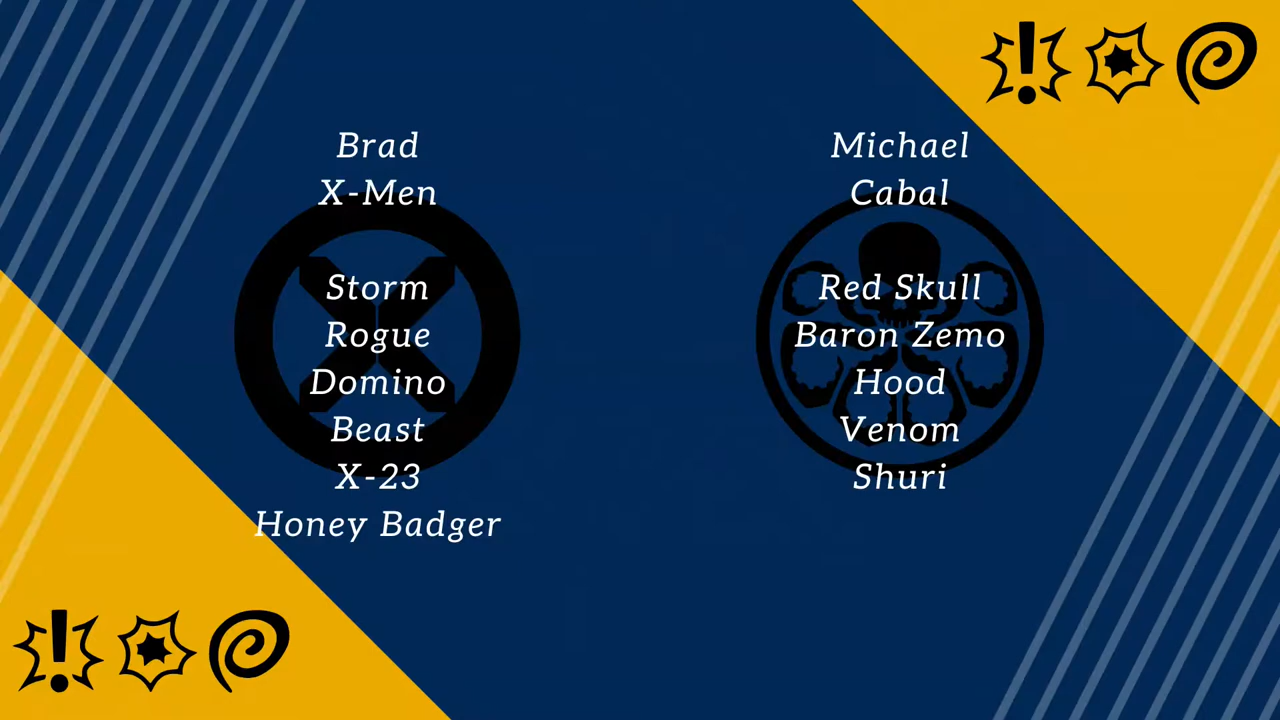 Brad
X-Men
Storm
Rogue
Domino
Beast
X-23
Honey Badger
Michael
Cabal
Red Skull
Baron Zemo
Hood
Venom
Shuri